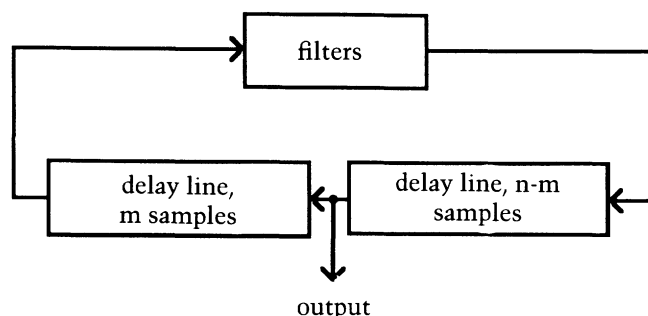 filters
delay line,
m samples
delay line, n-m
samples
output